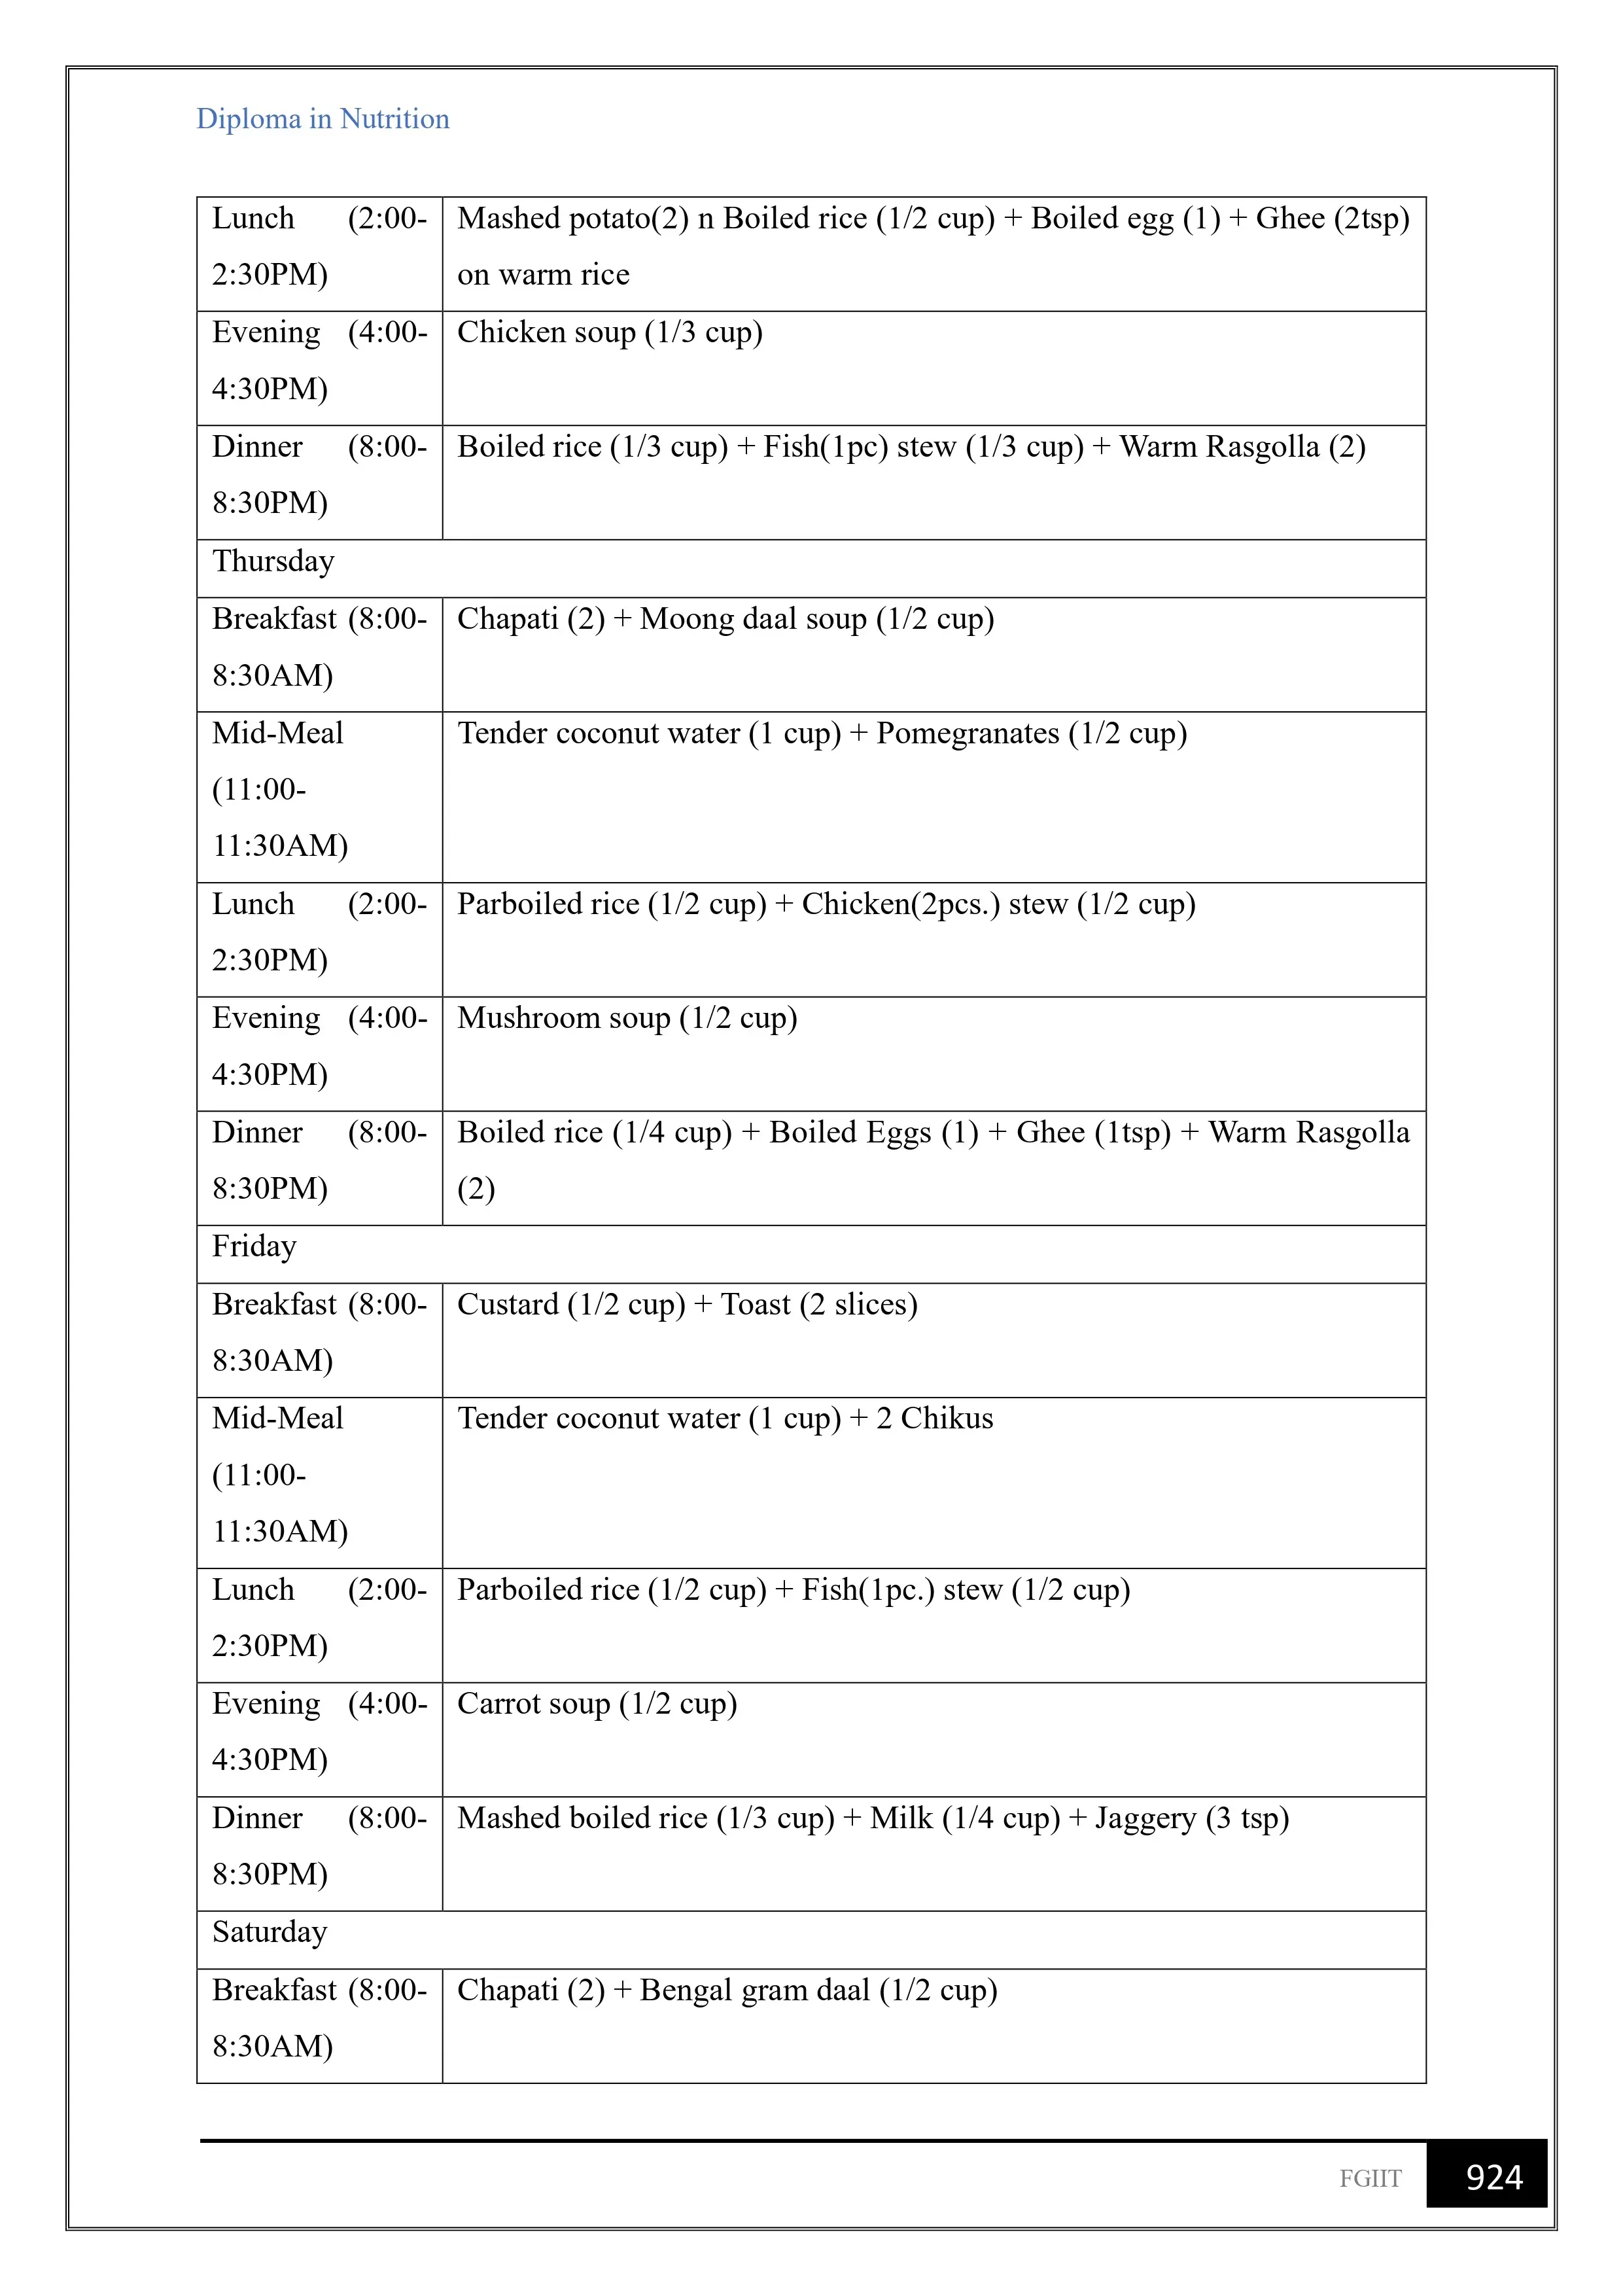 Diploma in Nutrition
Lunch (2:00- Mashed potato(2) n Boiled rice (1/2 cup) + Boiled egg (1) + Ghee (2tsp)
2:30PM) on warm rice
Evening (4:00- Chicken soup (1/3 cup)
4:30PM)
Dinner (8:00- Boiled rice (1/3 cup) + Fish(1pc) stew (1/3 cup) + Warm Rasgolla (2)
8:30PM)
Thursday
Breakfast (8:00- Chapati (2) + Moong daal soup (1/2 cup)
8:30AM)
Mid-Meal Tender coconut water (1 cup) + Pomegranates (1/2 cup)
(11:00-
11:30AM)
Lunch (2:00- Parboiled rice (1/2 cup) + Chicken(2pcs.) stew (1/2 cup)
2:30PM)
Evening (4:00- Mushroom soup (1/2 cup)
4:30PM)
Dinner (8:00- Boiled rice (1/4 cup) + Boiled Eggs (1) + Ghee (1tsp) + Warm Rasgolla
8:30PM) (2)
Friday
Breakfast (8:00- Custard (1/2 cup) + Toast (2 slices)
8:30AM)
Mid-Meal Tender coconut water (1 cup) + 2 Chikus
(11:00-
11:30AM)
Lunch (2:00- Parboiled rice (1/2 cup) + Fish(1pc.) stew (1/2 cup)
2:30PM)
Evening (4:00- Carrot soup (1/2 cup)
4:30PM)
Dinner (8:00- Mashed boiled rice (1/3 cup) + Milk (1/4 cup) + Jaggery (3 tsp)
8:30PM)
Saturday
Breakfast (8:00- Chapati (2) + Bengal gram daal (1/2 cup)
8:30AM)
FGIIT 924